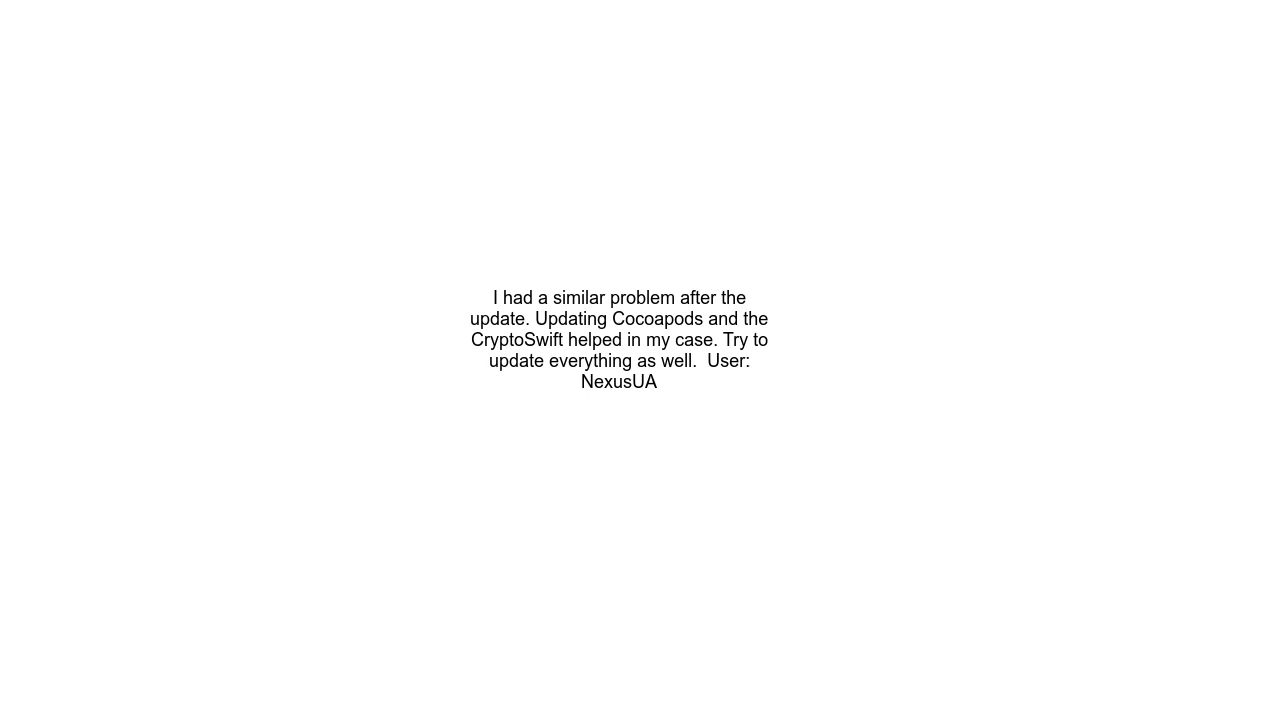 I had a similar problem after the
update. Updating Cocoapods and the
CryptoSwift helped in my case. Try to
update everything as well.  User:
NexusUA